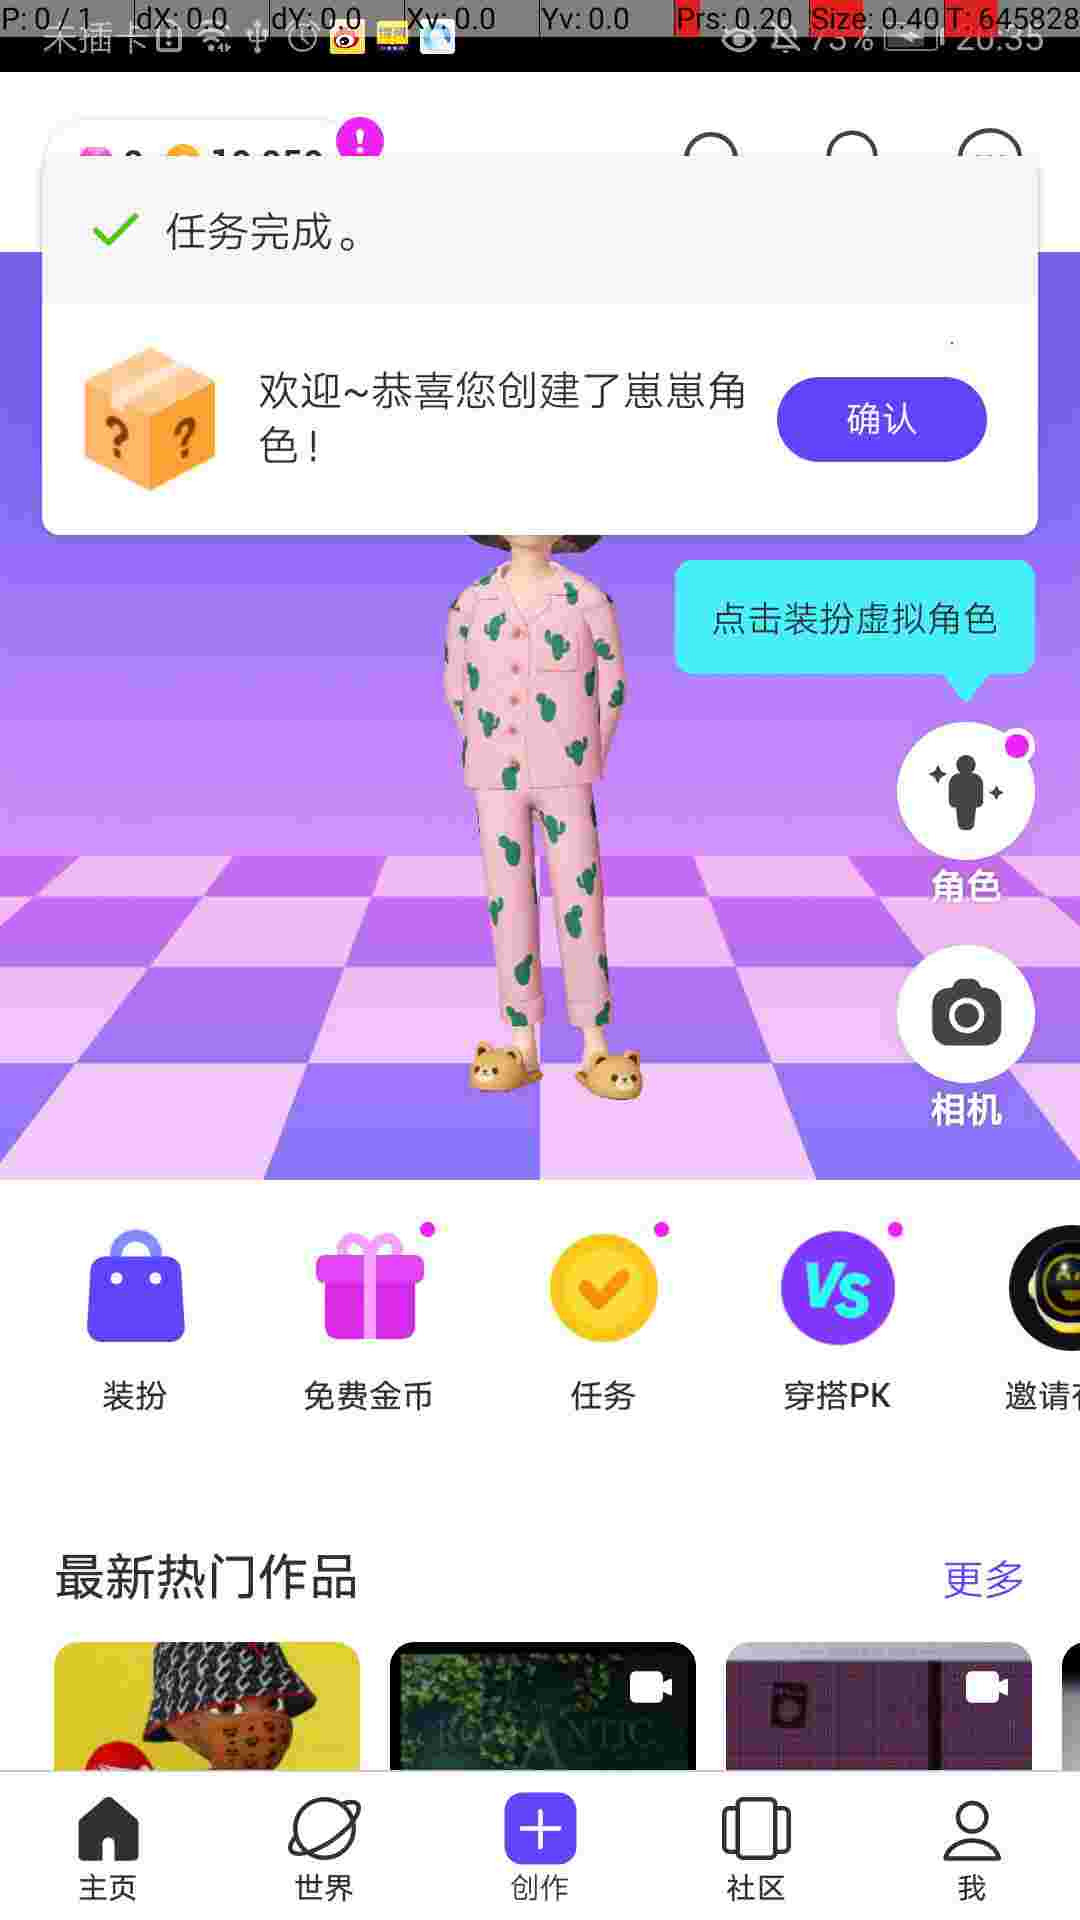 P: 0 / 1 dX: 0.0 dY: 0.0 Xv: 0.0 Yv: 0.0 Prs: 0.20 Size: 0.40 T: 645828
未插卡 73% 20:35
任务完成。
欢迎~恭喜您创建了崽崽角
色！
确认
点击装扮虚拟角色
角色
相机
VS
装扮 免费金币 任务 穿搭PK 邀请
最新热门作品 更多
主页 世界 创作 社区 我